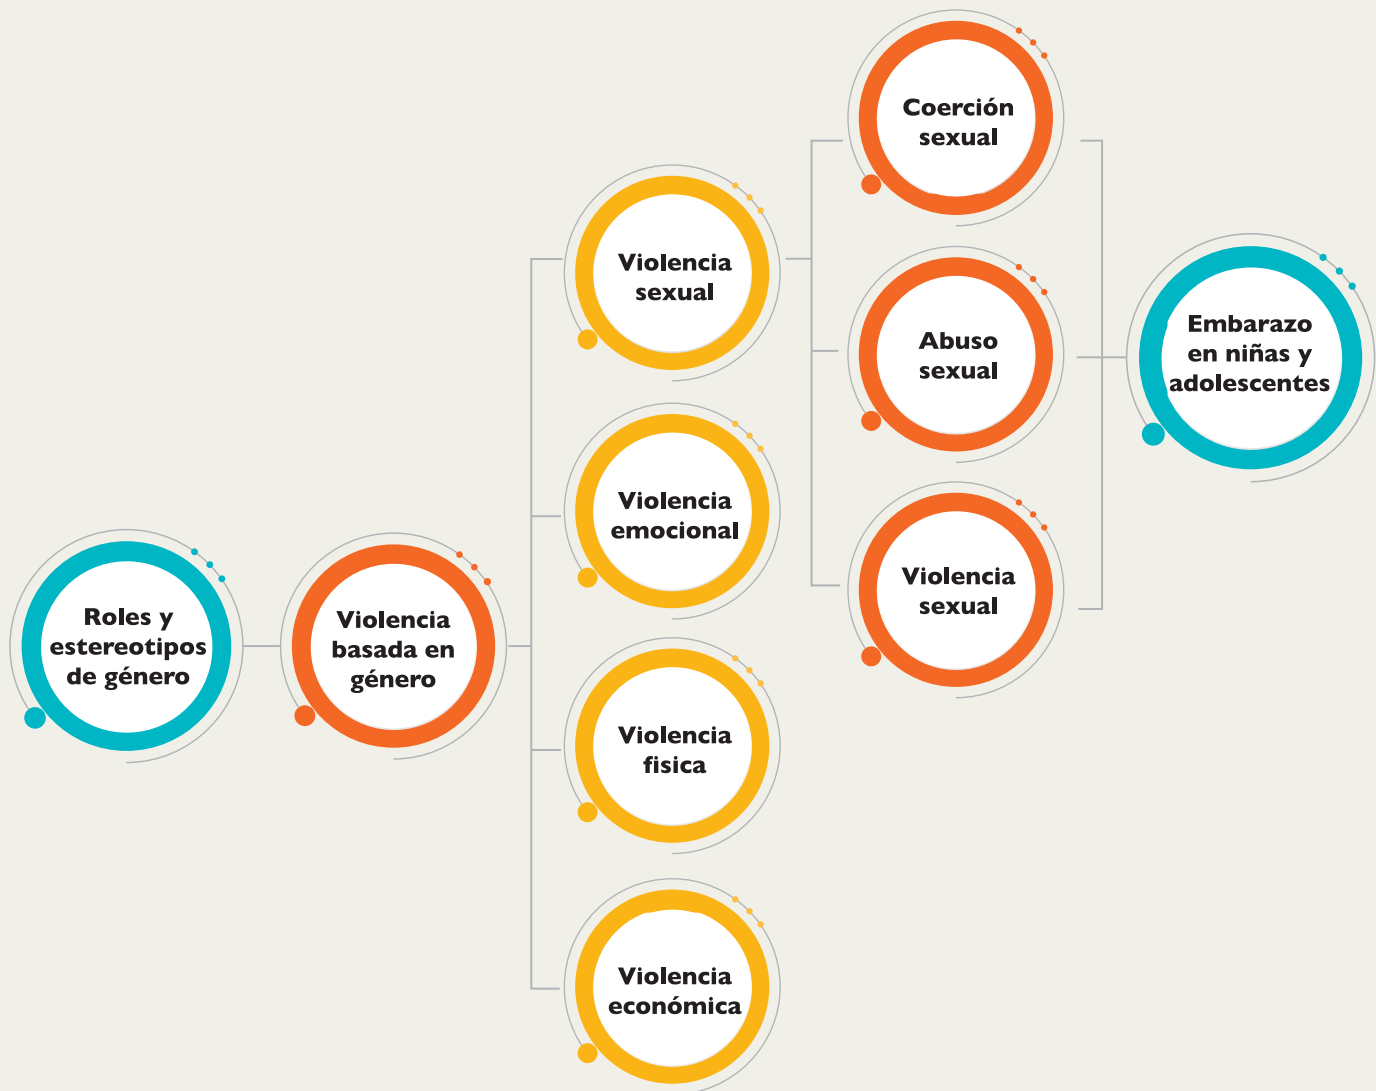 Roles y
estereotipos
de género
Violencia
basada en
género
Violencia
sexual
Violencia
emocional
Violencia
fisica
Violencia
económica
Coerción
sexual
Abuso
sexual
Violencia
sexual
Embarazo
en niñas y
adolescentes